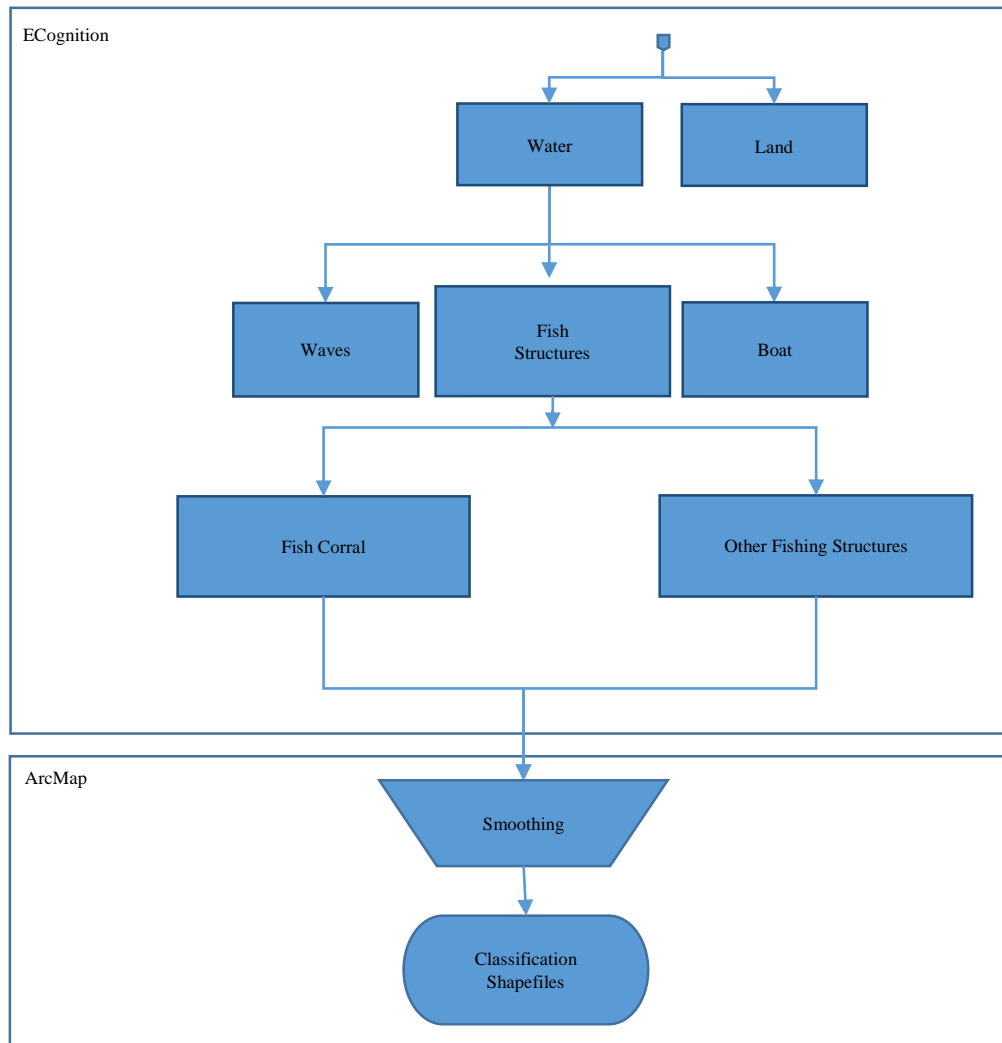 ECognition
Water
Land
Waves
Fish
Structures
Boat
Fish Corral
Other Fishing Structures
ArcMap
Smoothing
Classification
Shapefiles